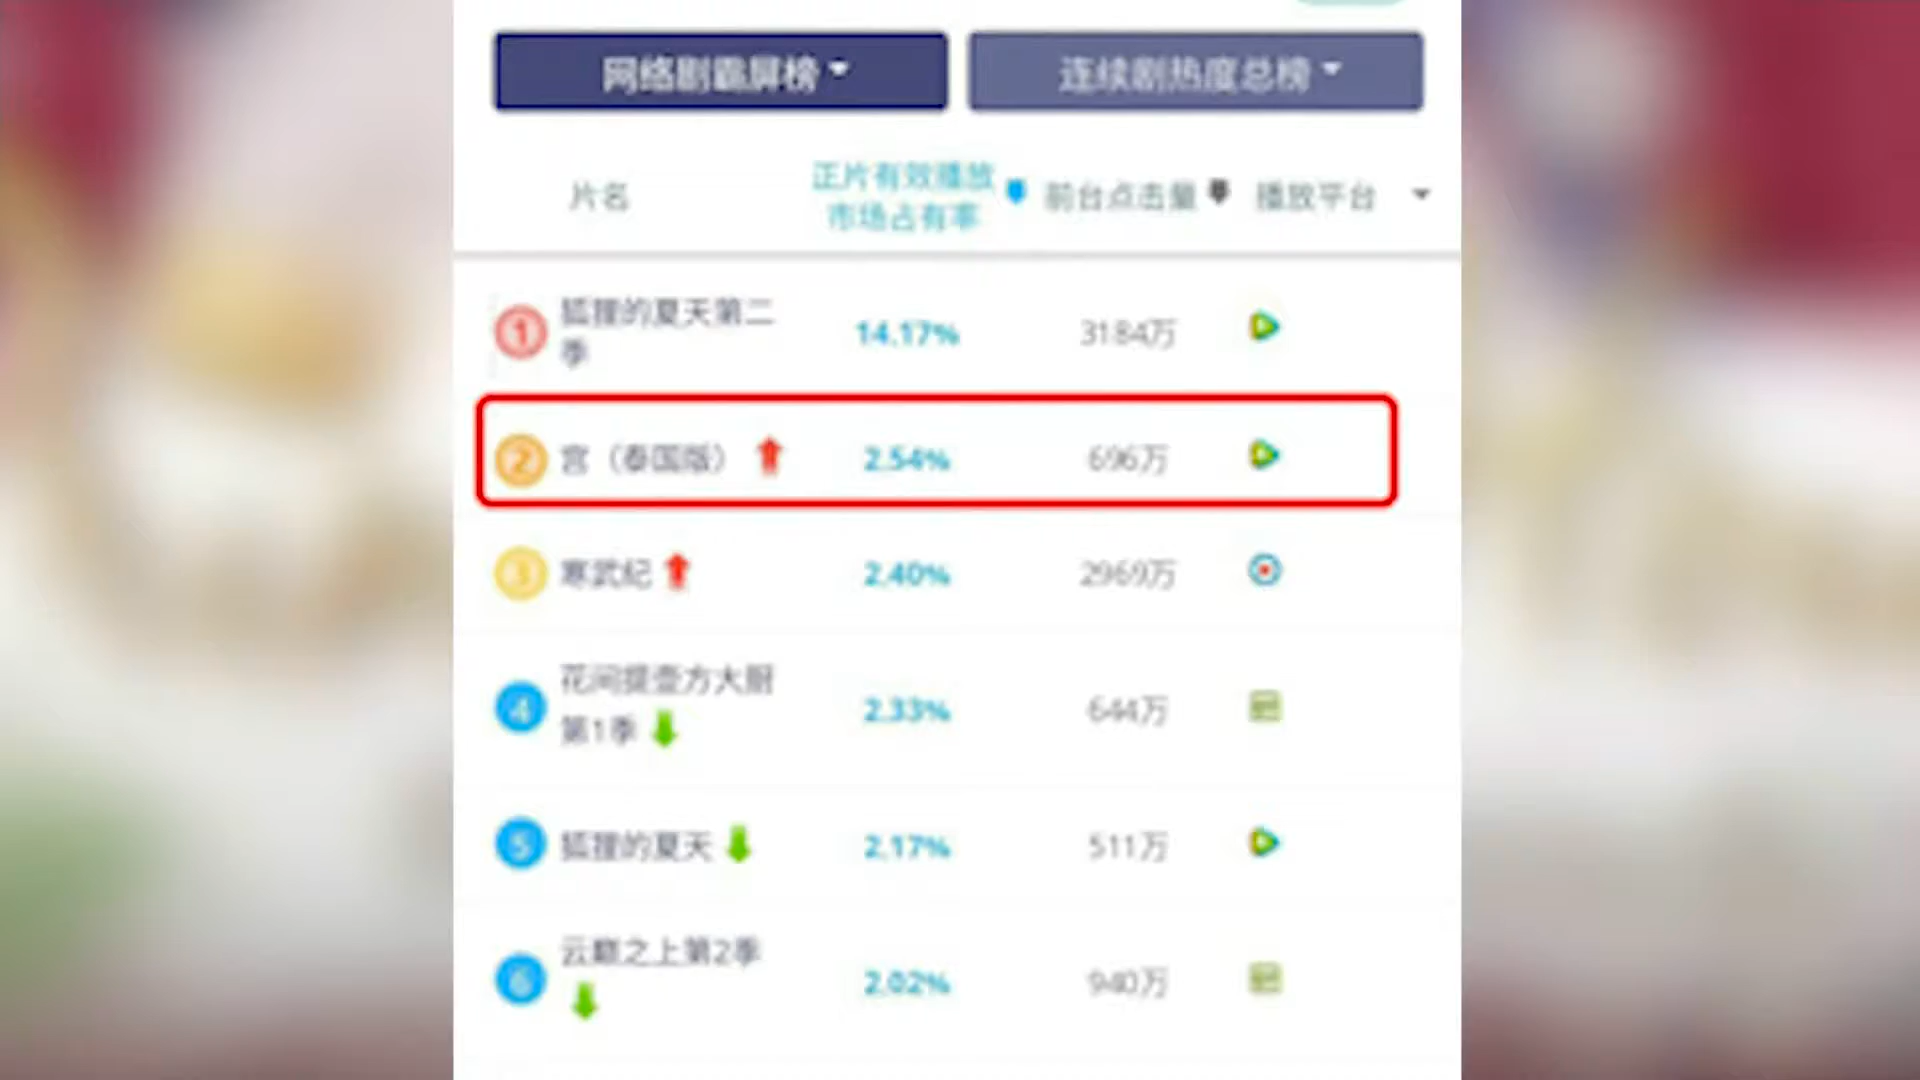 网络剧霸屏榜
连续剧热度总榜
片名
正片有效播放
市场占有率
前台点击量
播放平台
1 狐狸的夏天第二
季
14.17%
3184万
2 宫（泰国版）
2.54%
696万
3 寒武纪
2.40%
2969万
4 花间提壶方大厨
第1季
2.33%
644万
5 狐狸的夏天
2.17%
511万
6 云巅之上第2季
2.02%
940万